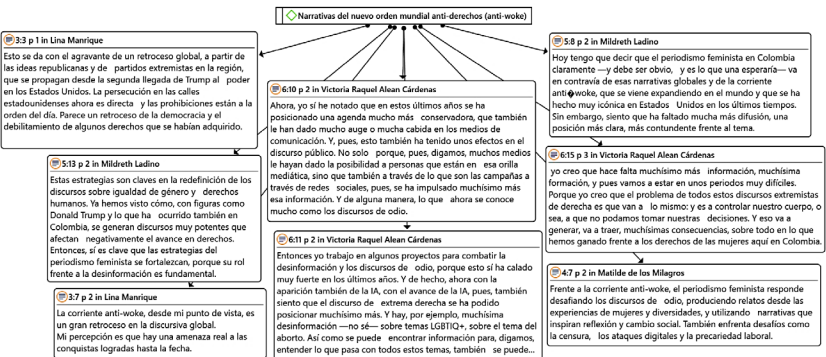 Narrativas del nuevo orden mundial anti-derechos (anti-woke)
3:3 p 1 in Lina Manrique
Esto se da con el agravante de un retroceso global, a partir de
las ideas republicanas y de partidos extremistas en la región,
que se propagan desde la segunda llegada de Trump al poder
en los Estados Unidos. La persecución en las calles
estadounidenses ahora es directa y las prohibiciones están a la
orden del día. Parece un retroceso de la democracia y el
debilitamiento de algunos derechos que se habían adquirido.
5:13 p 2 in Mildreth Ladino
Estas estrategias son claves en la redefinición de los
discursos sobre igualdad de género y derechos
humanos. Ya hemos visto cómo, con figuras como
Donald Trump y lo que ha ocurrido también en
Colombia, se generan discursos muy potentes que
afectan negativamente el avance en derechos.
Entonces, sí es clave que las estrategias del
periodismo feminista se fortalezcan, porque su rol
frente a la desinformación es fundamental.
3:7 p 2 in Lina Manrique
La corriente anti-woke, desde mi punto de vista, es
un gran retroceso en la discursiva global.
Mi percepción es que hay una amenaza real a las
conquistas logradas hasta la fecha.
6:10 p 2 in Victoria Raquel Alean Cárdenas
Ahora, yo sí he notado que en estos últimos años se ha
posicionado una agenda mucho más conservadora, que también
le han dado mucho auge o mucha cabida en los medios de
comunicación. Y, pues, esto también ha tenido unos efectos en el
discurso público. No solo porque, pues, digamos, muchos medios
le hayan dado la posibilidad a personas que están en esa orilla
mediática, sino que también a través de lo que son las campañas a
través de redes sociales, pues, se ha impulsado muchísimo más
esa información. Y de alguna manera, lo que ahora se conoce
mucho como los discursos de odio.
6:11 p 2 in Victoria Raquel Alean Cárdenas
Entonces yo trabajo en algunos proyectos para combatir la
desinformación y los discursos de odio, porque esto sí ha calado
muy fuerte en los últimos años. Y de hecho, ahora con la
aparición también de la IA, con el avance de la IA, pues, también
siento que el discurso de extrema derecha se ha podido
posicionar muchísimo más. Y hay, por ejemplo, muchísima
desinformación —no sé— sobre temas LGBTIQ+, sobre el tema del
aborto. Así como se puede encontrar información para, digamos,
entender lo que pasa con todos estos temas, también se puede...
5:8 p 2 in Mildreth Ladino
Hoy tengo que decir que el periodismo feminista en Colombia
claramente —y debe ser obvio, y es lo que una esperaría— va
en contravía de esas narrativas globales y de la corriente
anti�woke, que se viene expandiendo en el mundo y que se ha
hecho muy icónica en Estados Unidos en los últimos tiempos.
Sin embargo, siento que ha faltado mucha más difusión, una
posición más clara, más contundente frente al tema.
6:15 p 3 in Victoria Raquel Alean Cárdenas
yo creo que hace falta muchísimo más información, muchísima
formación, y pues vamos a estar en unos periodos muy difíciles.
Porque yo creo que el problema de todos estos discursos extremistas
de derecha es que van a lo mismo: y es a controlar nuestro cuerpo, o
sea, a que no podamos tomar nuestras decisiones. Y eso va a
generar, va a traer, muchísimas consecuencias, sobre todo en lo que
hemos ganado frente a los derechos de las mujeres aquí en Colombia.
4:7 p 2 in Matilde de los Milagros
Frente a la corriente anti-woke, el periodismo feminista responde
desafiando los discursos de odio, produciendo relatos desde las
experiencias de mujeres y diversidades, y utilizando narrativas que
inspiran reflexión y cambio social. También enfrenta desafíos como
la censura, los ataques digitales y la precariedad laboral.